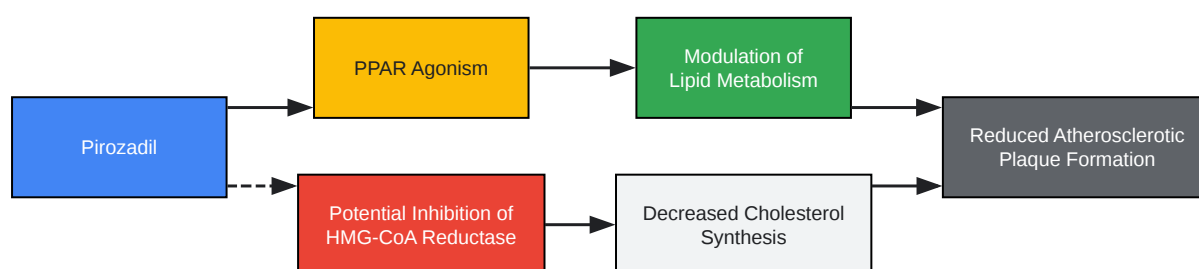 Pirozadil
PPAR Agonism
Modulation of
Lipid Metabolism
Potential Inhibition of
HMG-CoA Reductase
Decreased Cholesterol
Synthesis
Reduced Atherosclerotic
Plaque Formation